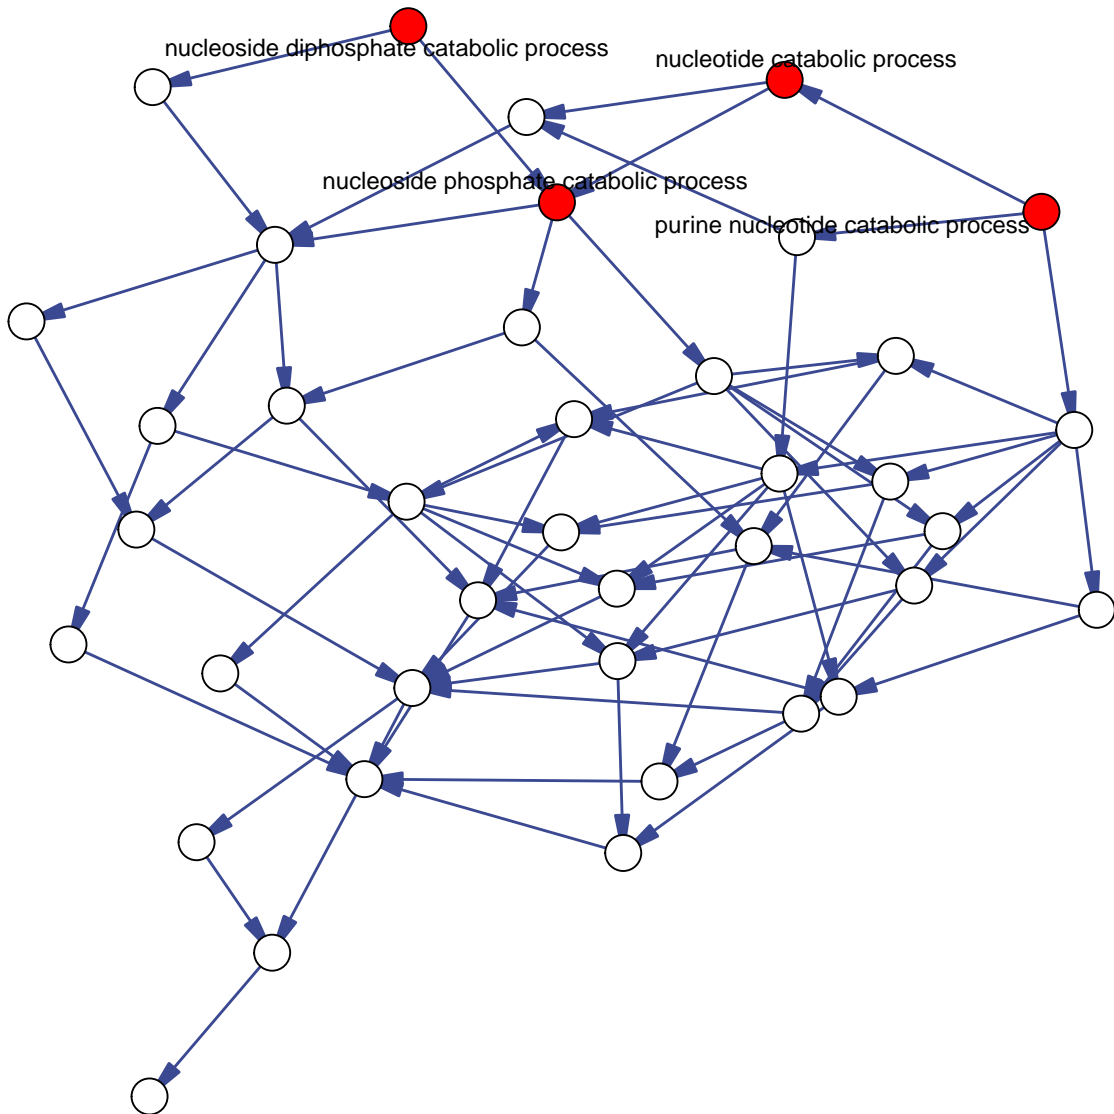 nucleoside diphosphate catabolic process
nucleotide catabolic process
nucleoside phosphate catabolic process
purine nucleotide catabolic process